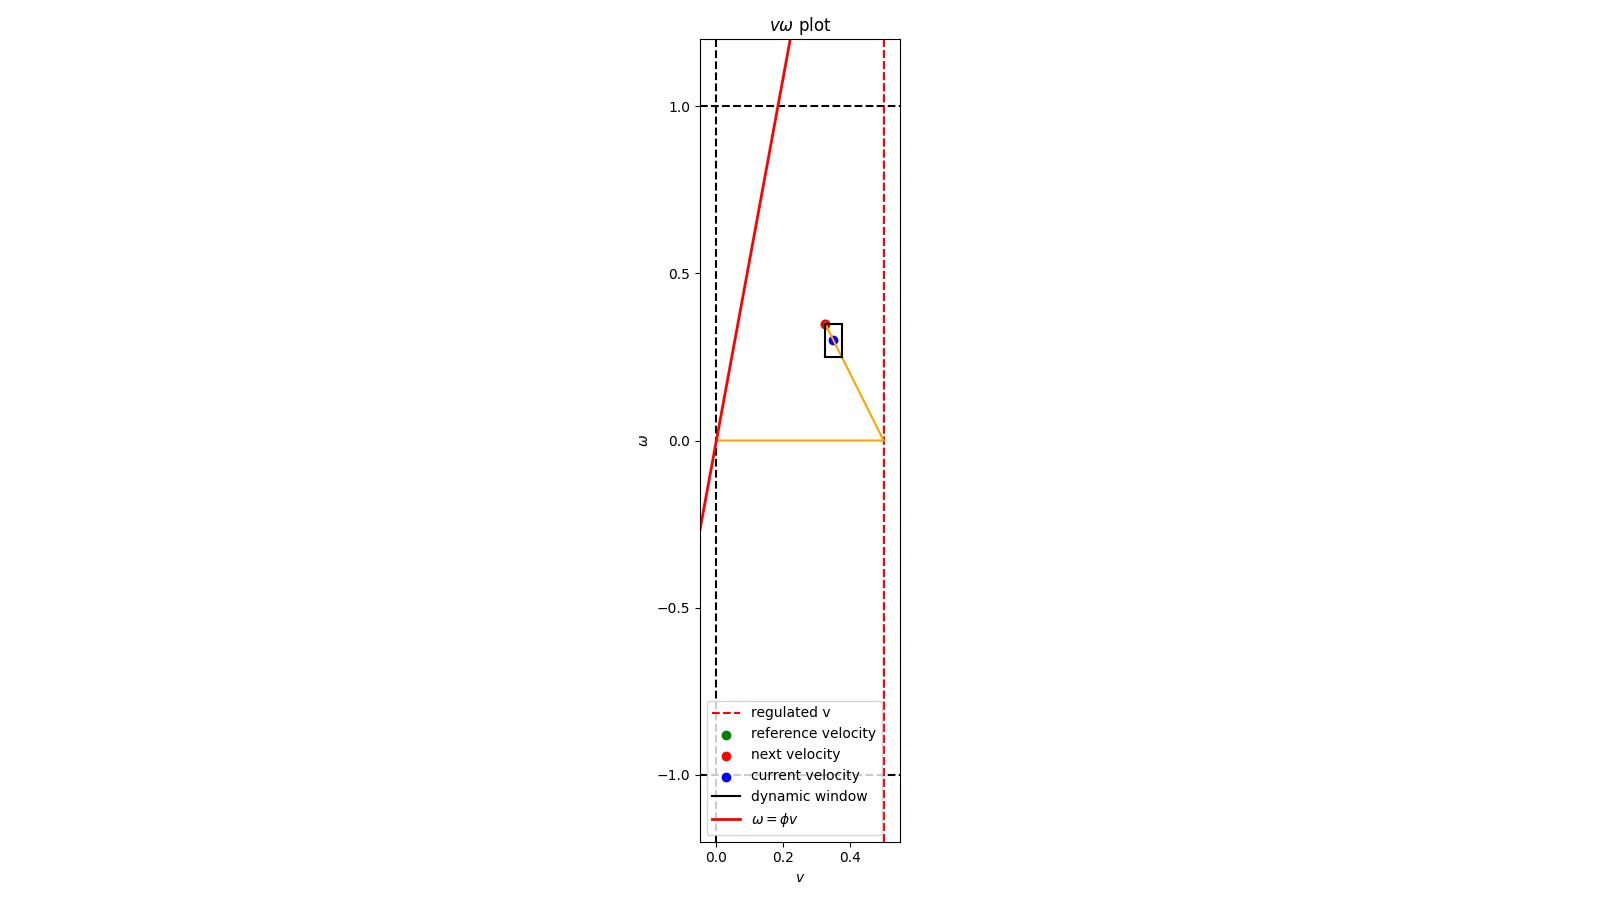 vω plot
1.0
0.5
0.0
−0.5
−1.0
ω
0.0 0.2 0.4
v
regulated v
reference velocity
next velocity
current velocity
dynamic window
ω = ϕv